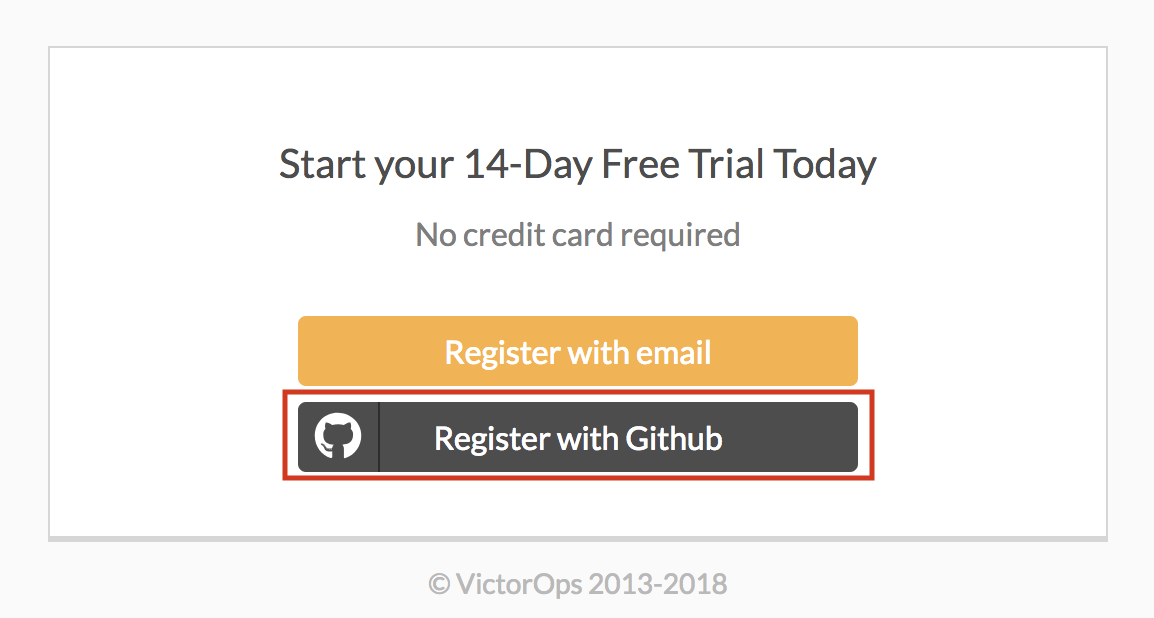 Start your 14-Day Free Trial Today
No credit card required
Register with email
Register with Github
© VictorOps 2013-2018